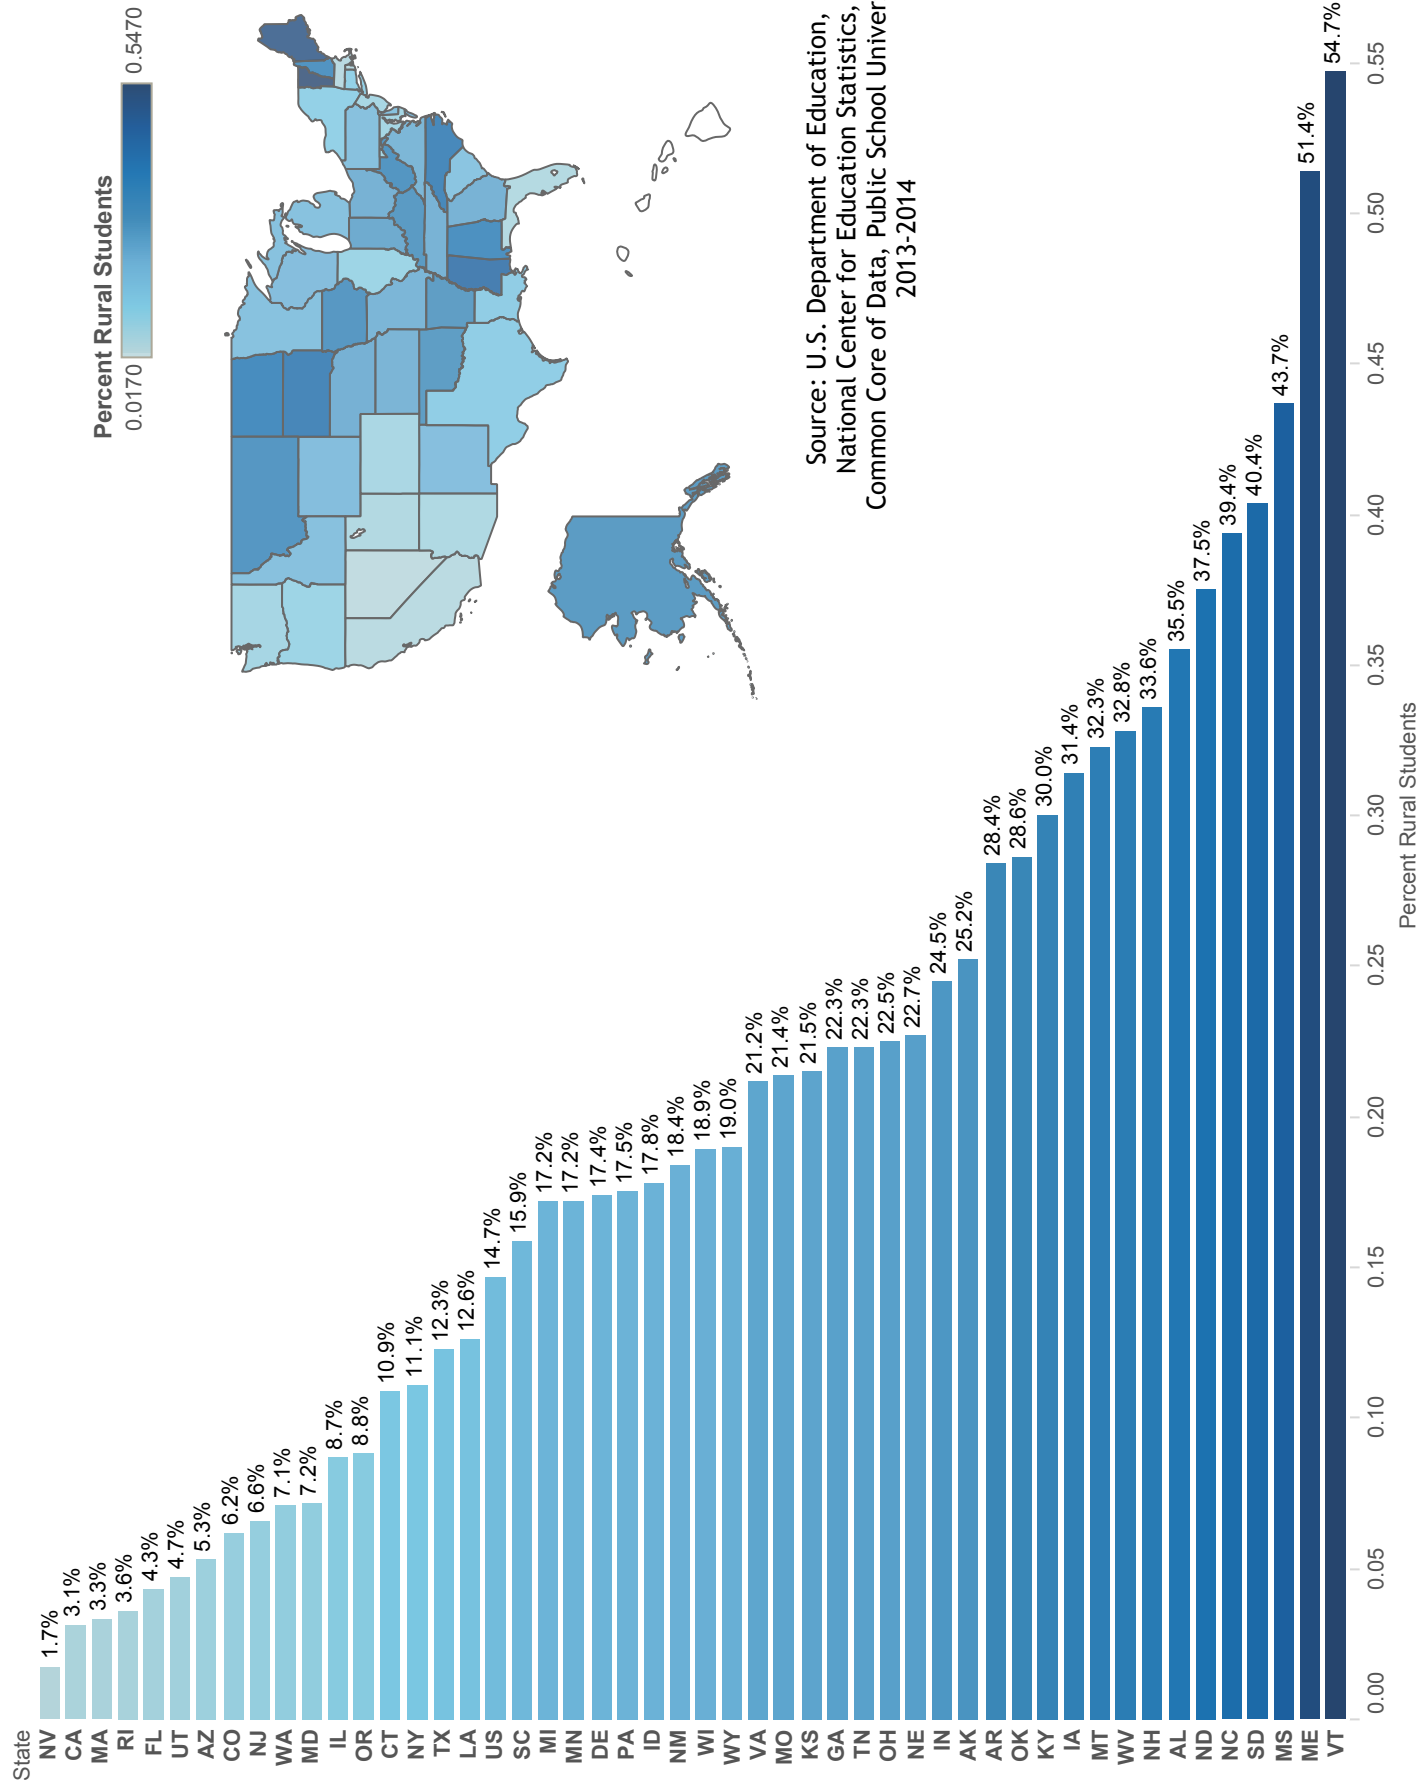 State
NV 1.7%
CA 3.1%
MA 3.3%
RI 3.6%
FL 4.3%
UT 4.7%
AZ 5.3%
CO 6.2%
NJ 6.6%
WA 7.1%
MD 7.2%
IL 8.7%
OR 8.8%
CT 10.9%
NY 11.1%
TX 12.3%
LA 12.6%
US 14.7%
SC 15.9%
MI 17.2%
MN 17.2%
DE 17.4%
PA 17.5%
ID 17.8%
NM 18.4%
WI 18.9%
WY 19.0%
VA 21.2%
MO 21.4%
KS 21.5%
GA 22.3%
TN 22.3%
OH 22.5%
NE 22.7%
IN 24.5%
AK 25.2%
AR 28.4%
OK 28.6%
KY 30.0%
IA 31.4%
MT 32.3%
WV 32.8%
NH 33.6%
AL 35.5%
ND 37.5%
NC 39.4%
SD 40.4%
MS 43.7%
ME 51.4%
VT 54.7%
0.00 0.05 0.10 0.15 0.20 0.25 0.30 0.35 0.40 0.45 0.50 0.55
Percent Rural Students
Percent Rural Students
0.0170 0.5470
Source: U.S. Department of Education,
National Center for Education Statistics,
Common Core of Data, Public School Univer
2013-2014